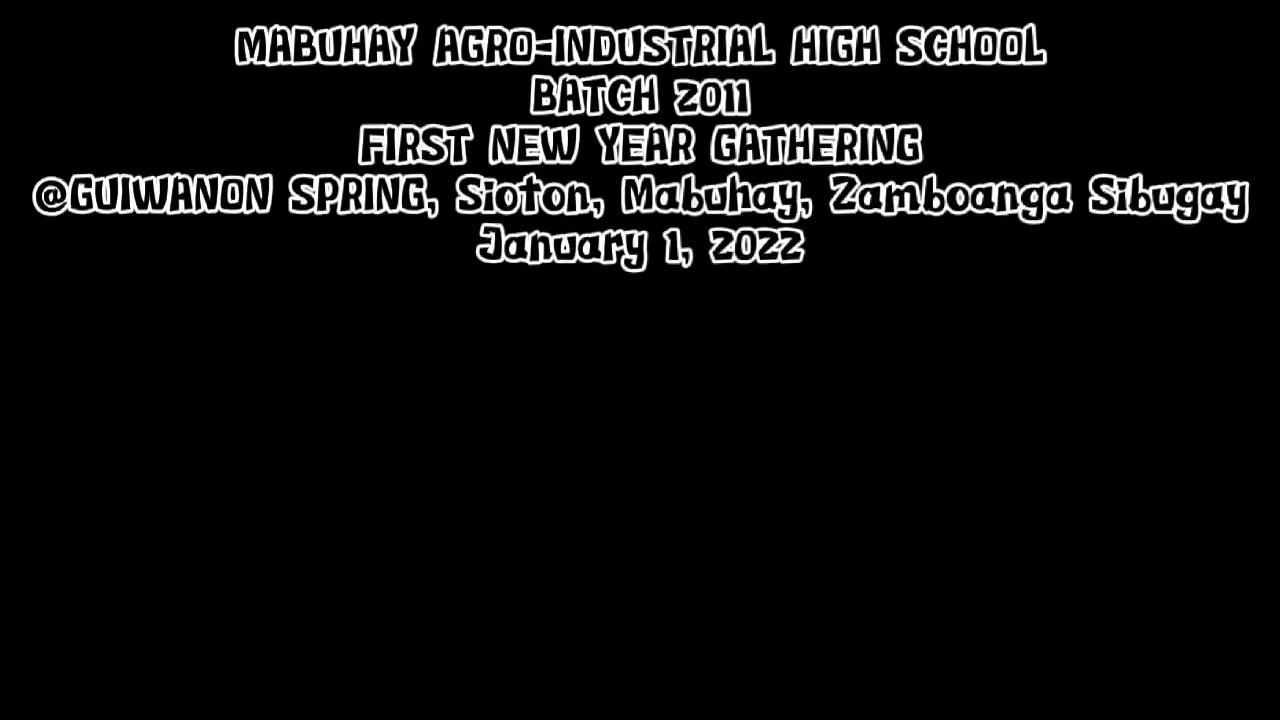 MABUHAY AGRO-INDUSTRIAL HIGH SCHOOL
BATCH 2011
FIRST NEW YEAR GATHERING
@GUIWANON SPRING, Sioton, Mabuhay, Zamboanga Sibugay
January 1, 2022